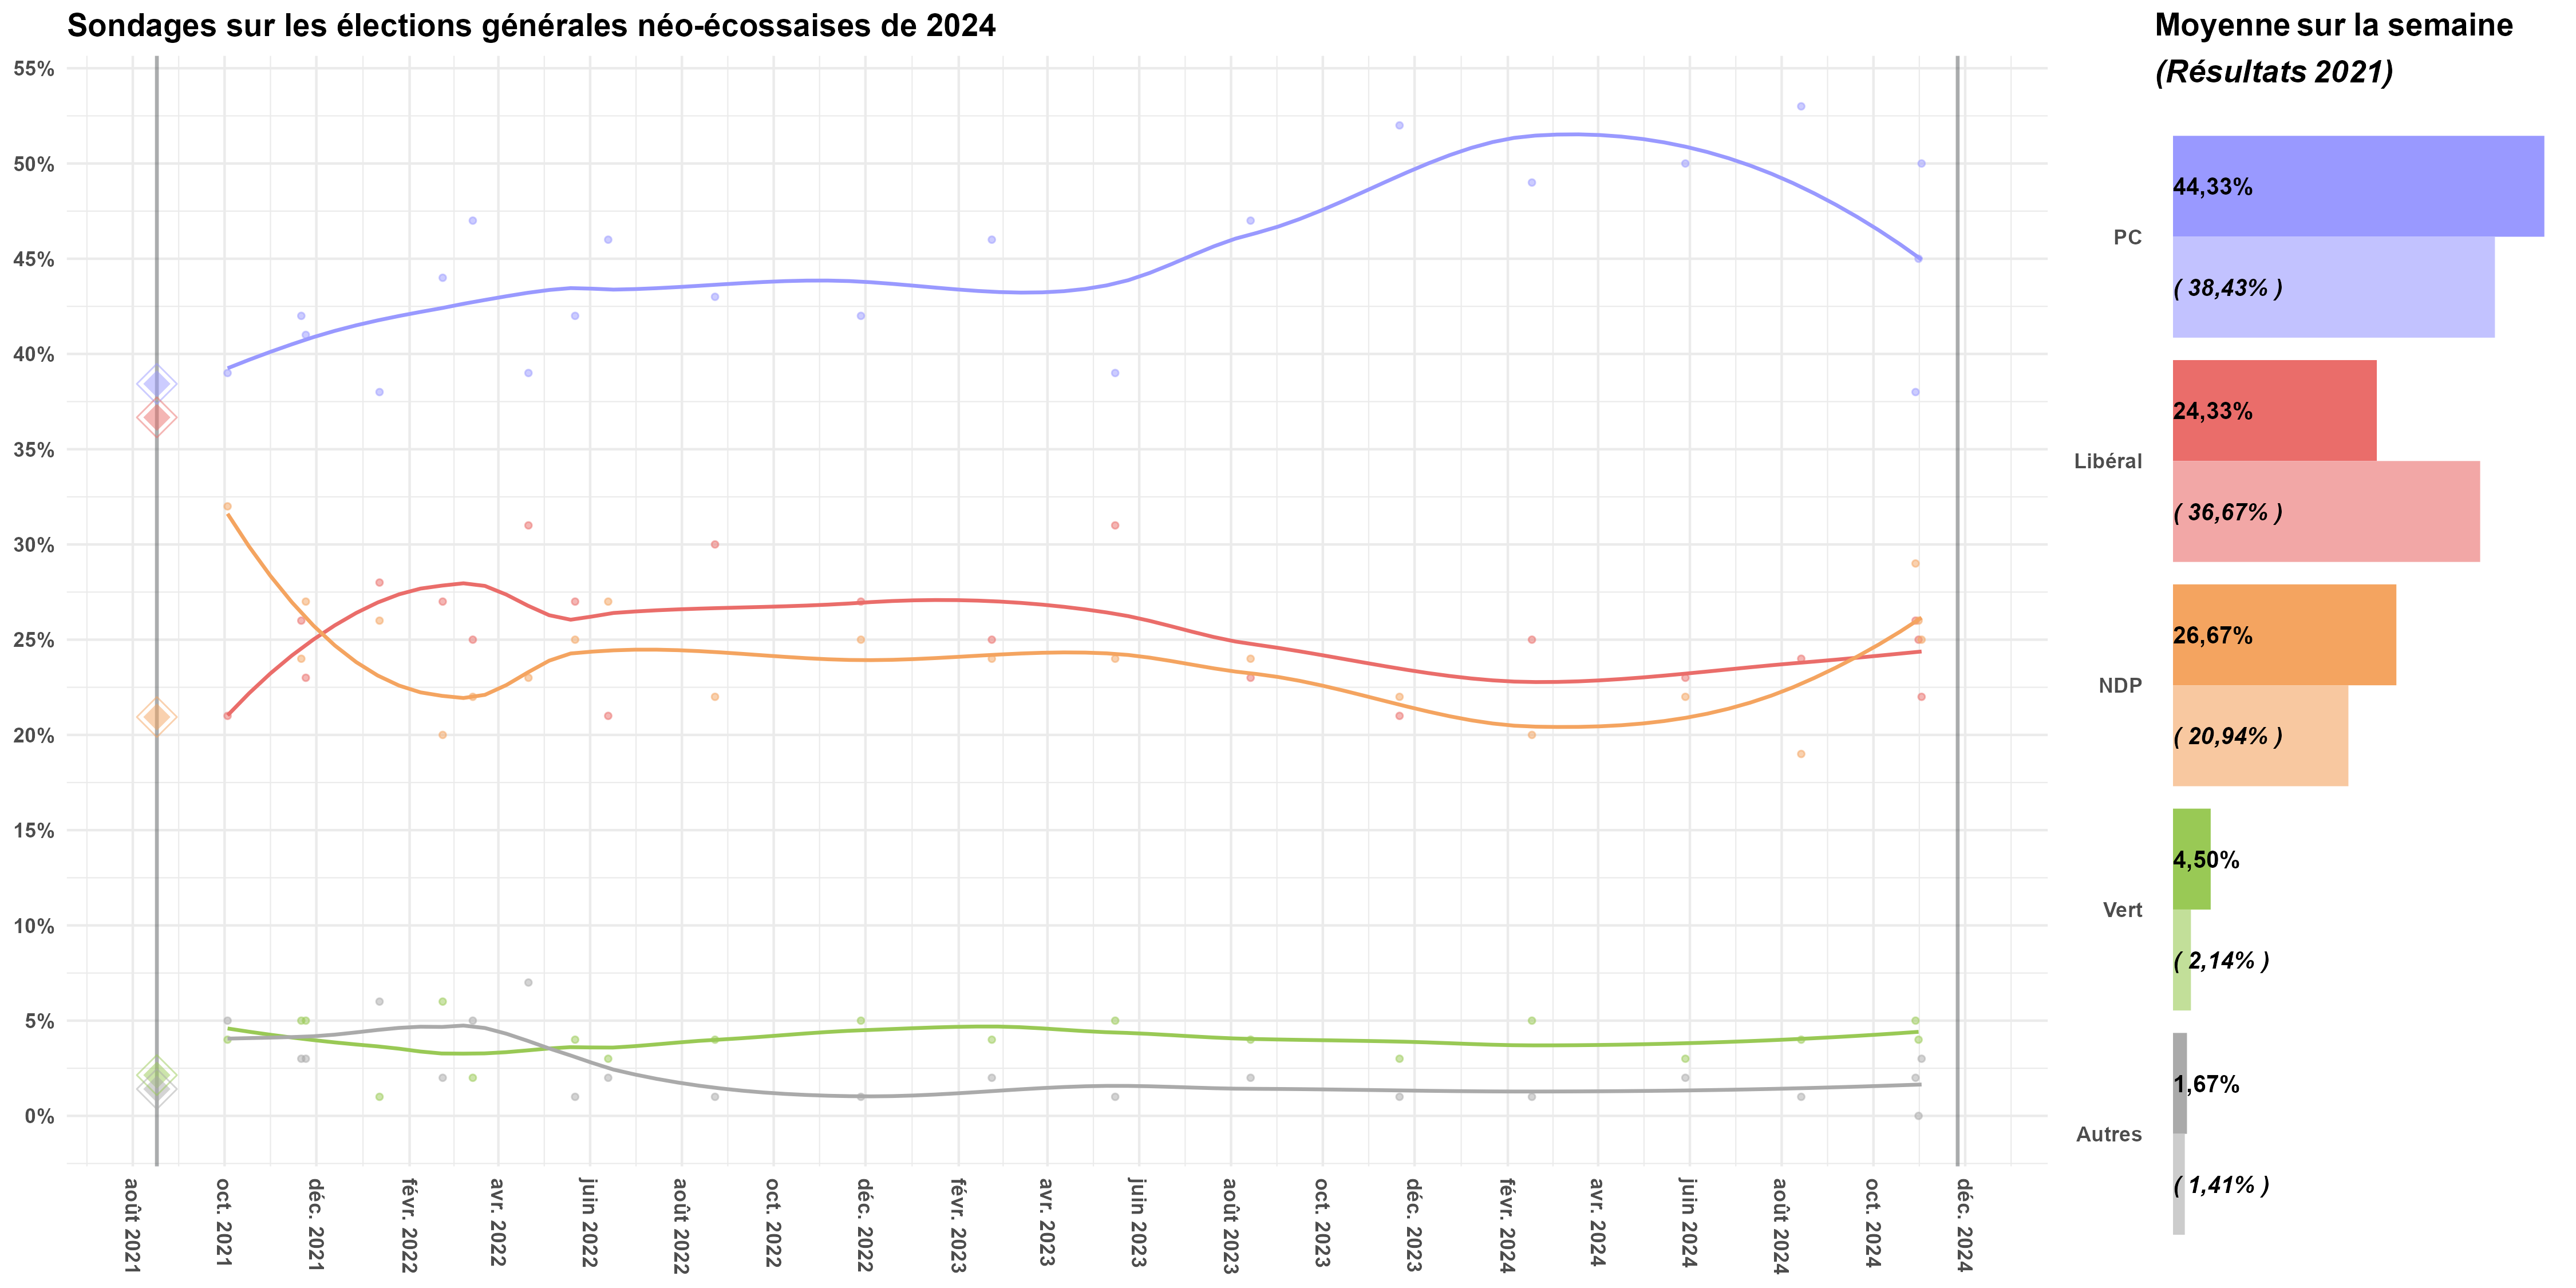 Sondages sur les élections générales néo-écossaises de 2024
55%
50%
45%
40%
35%
30%
25%
20%
15%
10%
5%
0%
août 2021
oct. 2021
déc. 2021
févr. 2022
avr. 2022
juin 2022
août 2022
oct. 2022
déc. 2022
févr. 2023
avr. 2023
juin 2023
août 2023
oct. 2023
déc. 2023
févr. 2024
avr. 2024
juin 2024
août 2024
oct. 2024
déc. 2024
Moyenne sur la semaine
(Résultats 2021)
PC
44,33%
( 38,43% )
Libéral
24,33%
( 36,67% )
NDP
26,67%
( 20,94% )
Vert
4,50%
( 2,14% )
Autres
1,67%
( 1,41% )